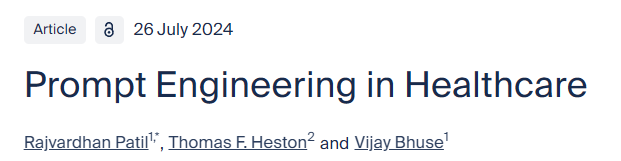 Article 26 July 2024
Prompt Engineering in Healthcare
Rajvardhan Patil1,*, Thomas F. Heston2 and Vijay Bhuse1